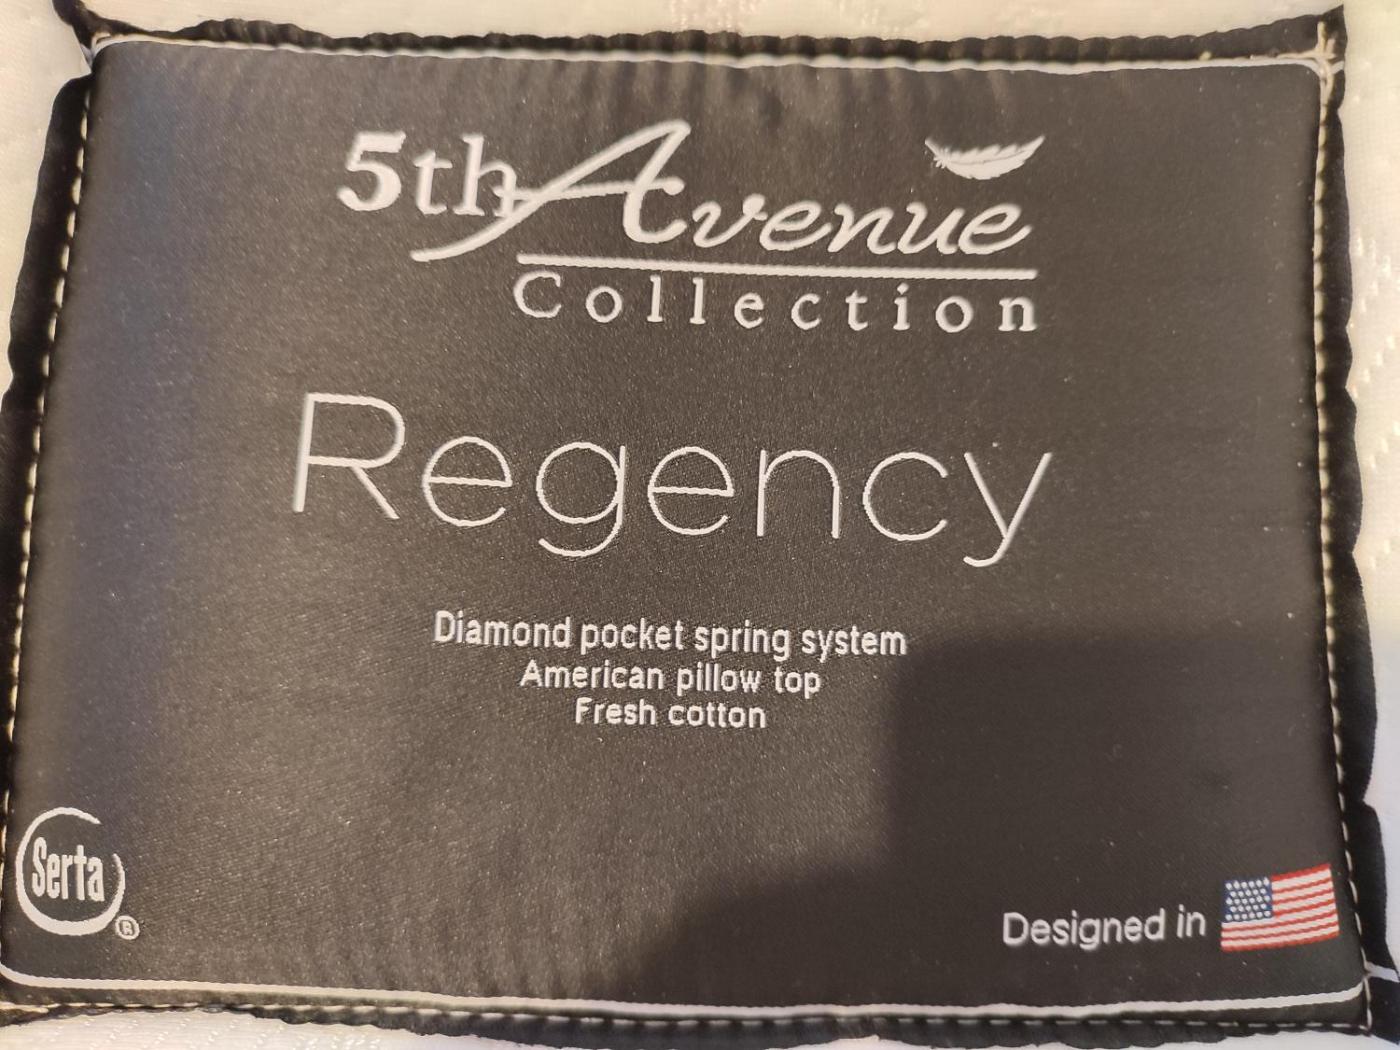 5th Avenue
Collection
Regency
Diamond pocket spring system
American pillow top
Fresh cotton
Serta®
Designed in